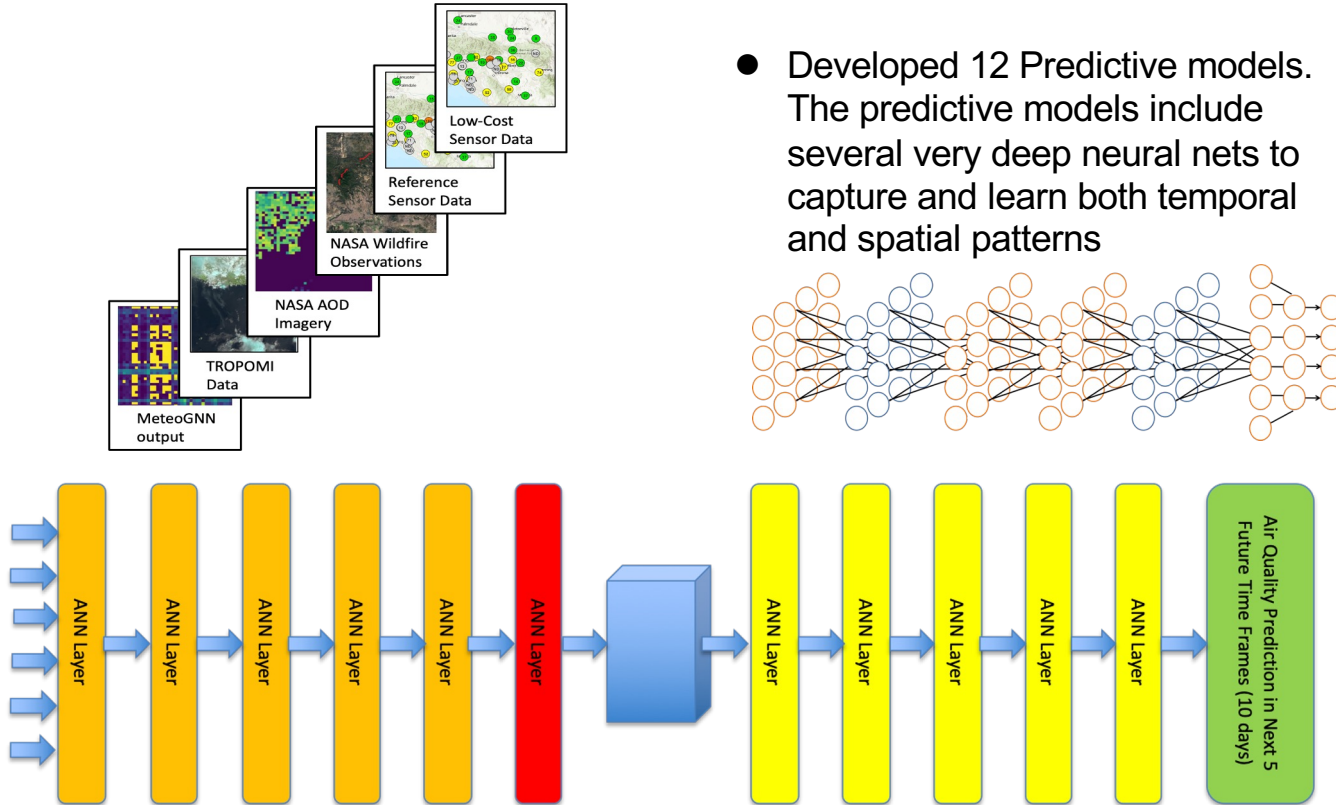 Low-Cost
Sensor Data
Reference
Sensor Data
NASA Wildfire
Observations
NASA AOD
Imagery
TROPOMI
Data
MeteoGNN
output
● Developed 12 Predictive models.
The predictive models include
several very deep neural nets to
capture and learn both temporal
and spatial patterns
ANN Layer
ANN Layer
ANN Layer
ANN Layer
ANN Layer
ANN Layer
ANN Layer
ANN Layer
ANN Layer
ANN Layer
ANN Layer
Air Quality Prediction in Next 5
Future Time Frames (10 days)